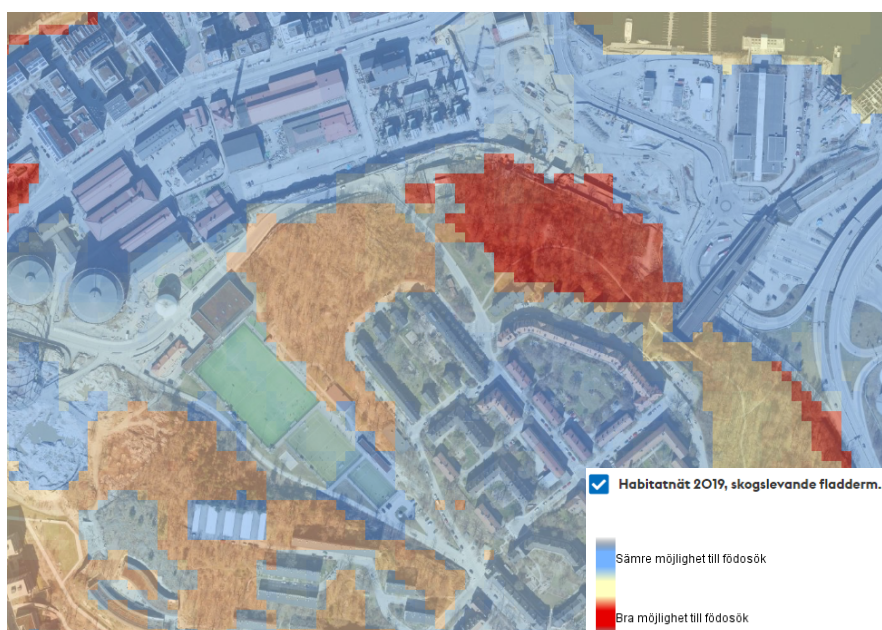 Habitatnät 2019, skogslevande fladderm.
Sämre möjlighet till födosök
Bra möjlighet till födosök